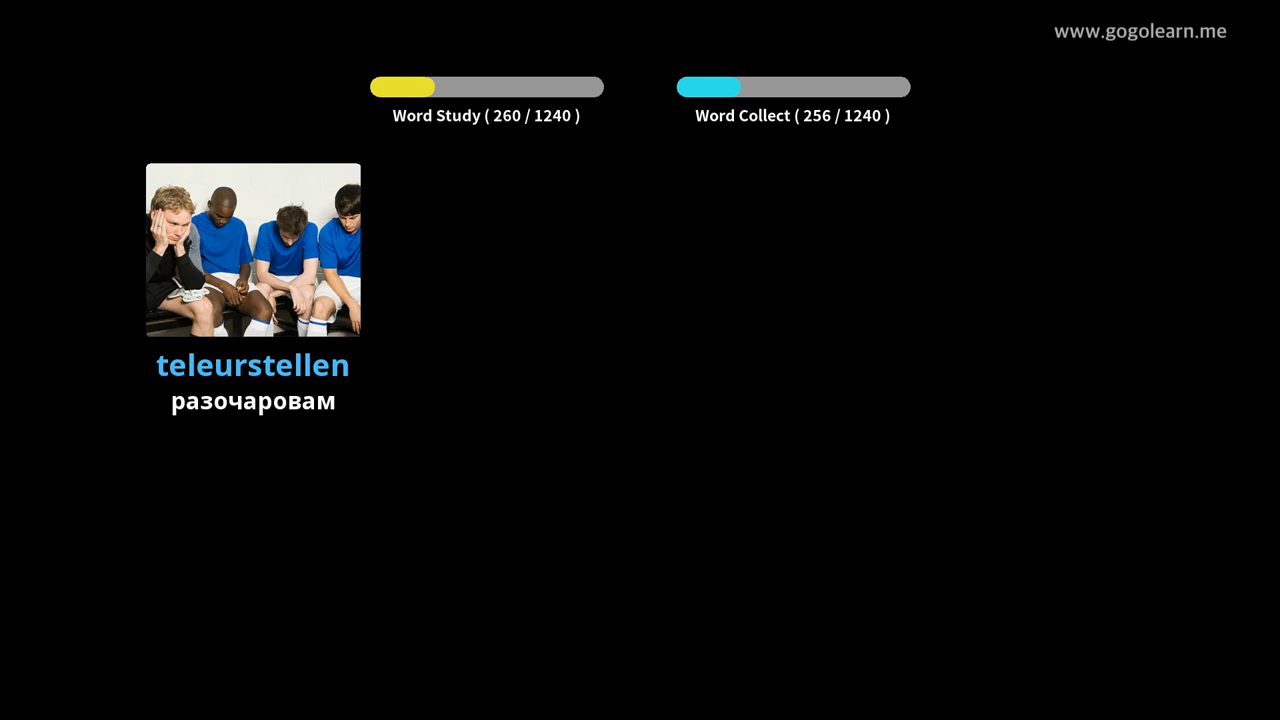 www.gogolearn.me
Word Study ( 260 / 1240 )
Word Collect ( 256 / 1240 )
teleurstellen
разочаровам